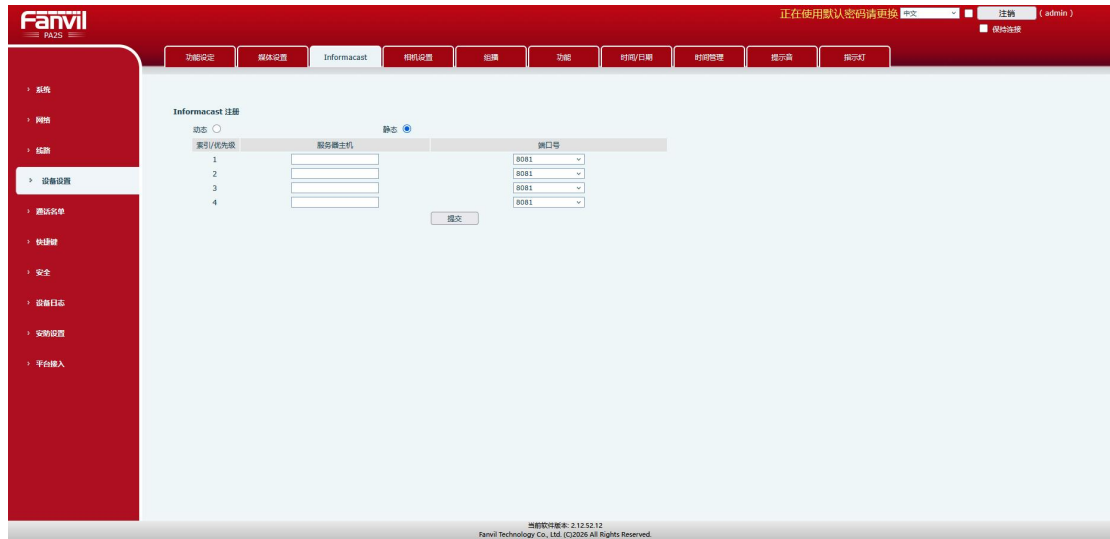 Fanvil
PA2S
正在使用默认密码请更换 中文 注销 ( admin )
保持连接
功能设定 媒体设置 Informacast 相机设置 组播 功能 时间/日期 时间管理 提示音 指示灯
› 系统
› 网络
› 线路
› 设备设置
› 通话名单
› 快捷键
› 安全
› 设备日志
› 安防设置
› 平台接入
Informacast 注册
动态 静态
索引/优先级 服务器主机 端口号
1 8081
2 8081
3 8081
4 8081
提交
当前软件版本: 2.12.52.12
Fanvil Technology Co., Ltd. (C)2026 All Rights Reserved.